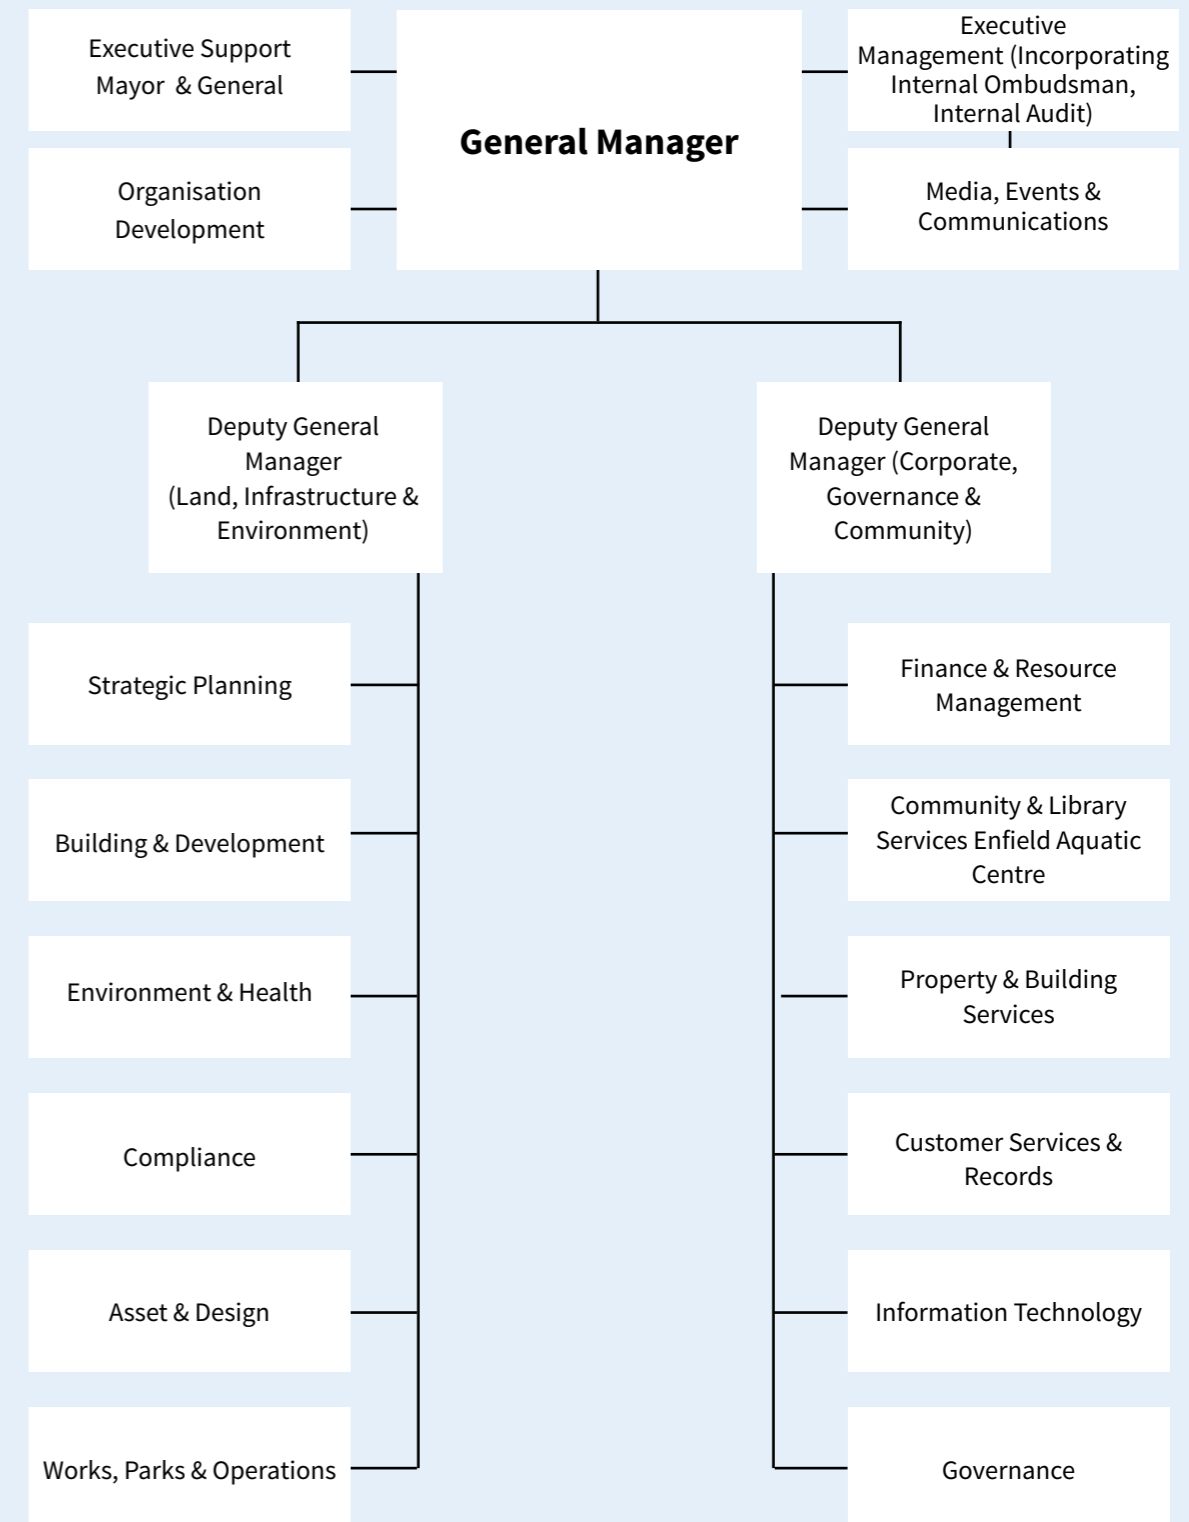 Executive Support
Mayor & General
Organisation
Development
General Manager
Executive
Management (Incorporating
Internal Ombudsman,
Internal Audit)
Media, Events &
Communications
Deputy General
Manager
(Land, Infrastructure &
Environment)
Deputy General
Manager (Corporate,
Governance &
Community)
Strategic Planning
Building & Development
Environment & Health
Compliance
Asset & Design
Works, Parks & Operations
Finance & Resource
Management
Community & Library
Services Enfield Aquatic
Centre
Property & Building
Services
Customer Services &
Records
Information Technology
Governance